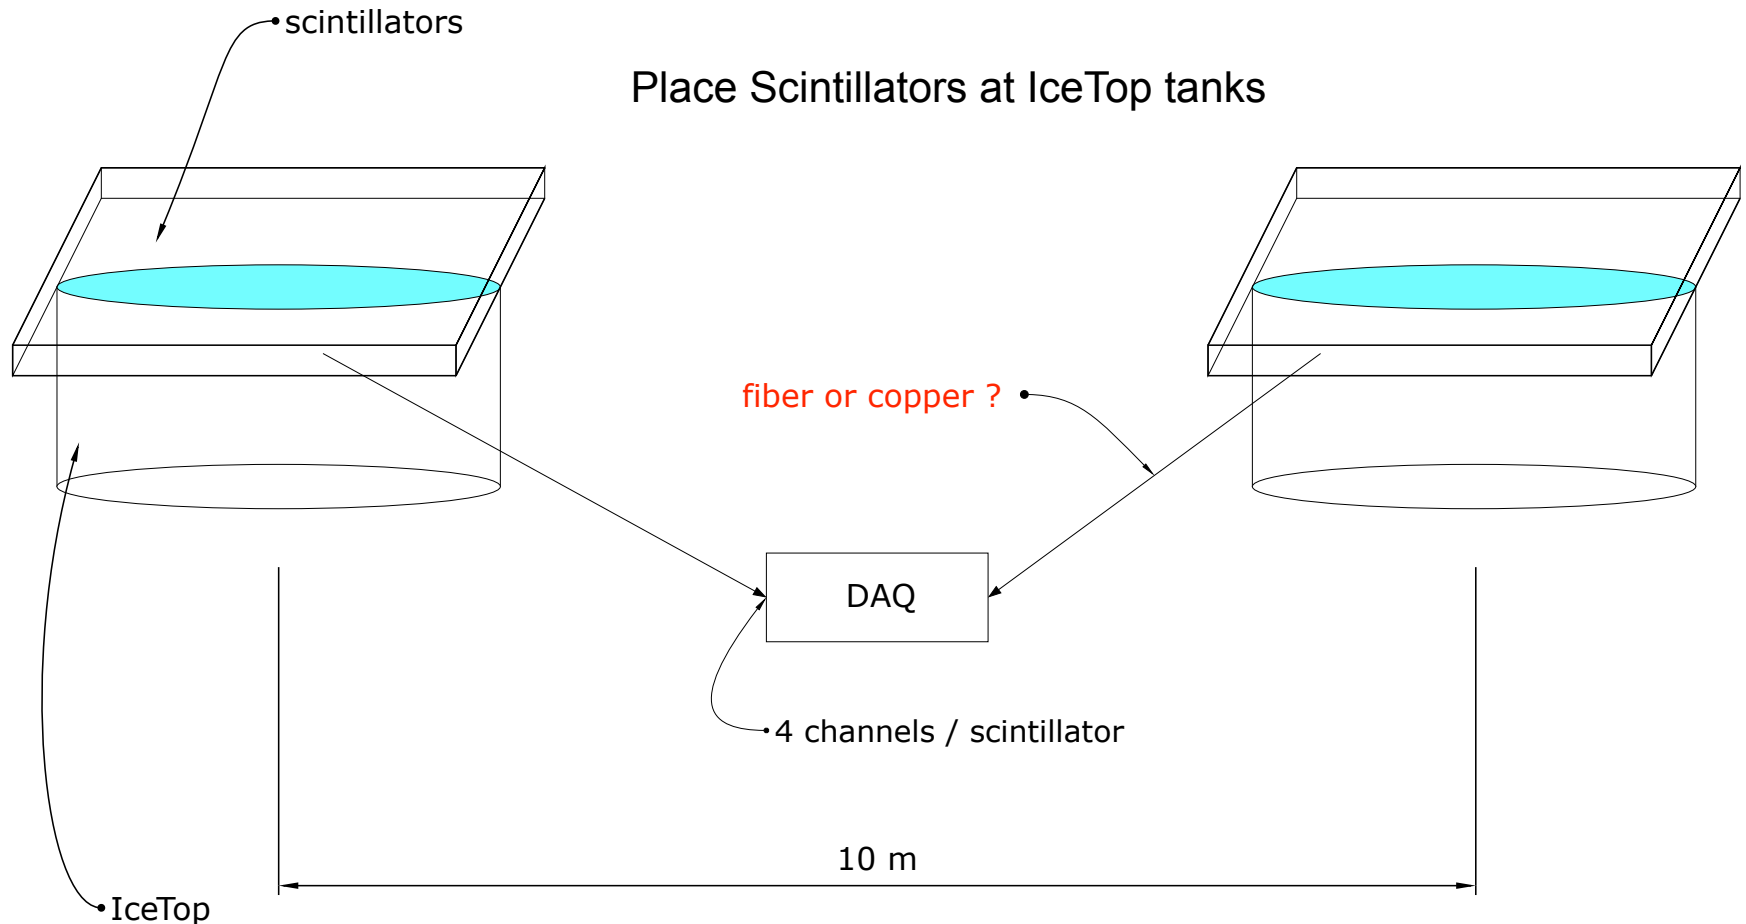 scintillators
Place Scintillators at IceTop tanks
fiber or copper ?
DAQ
4 channels / scintillator
10 m
IceTop